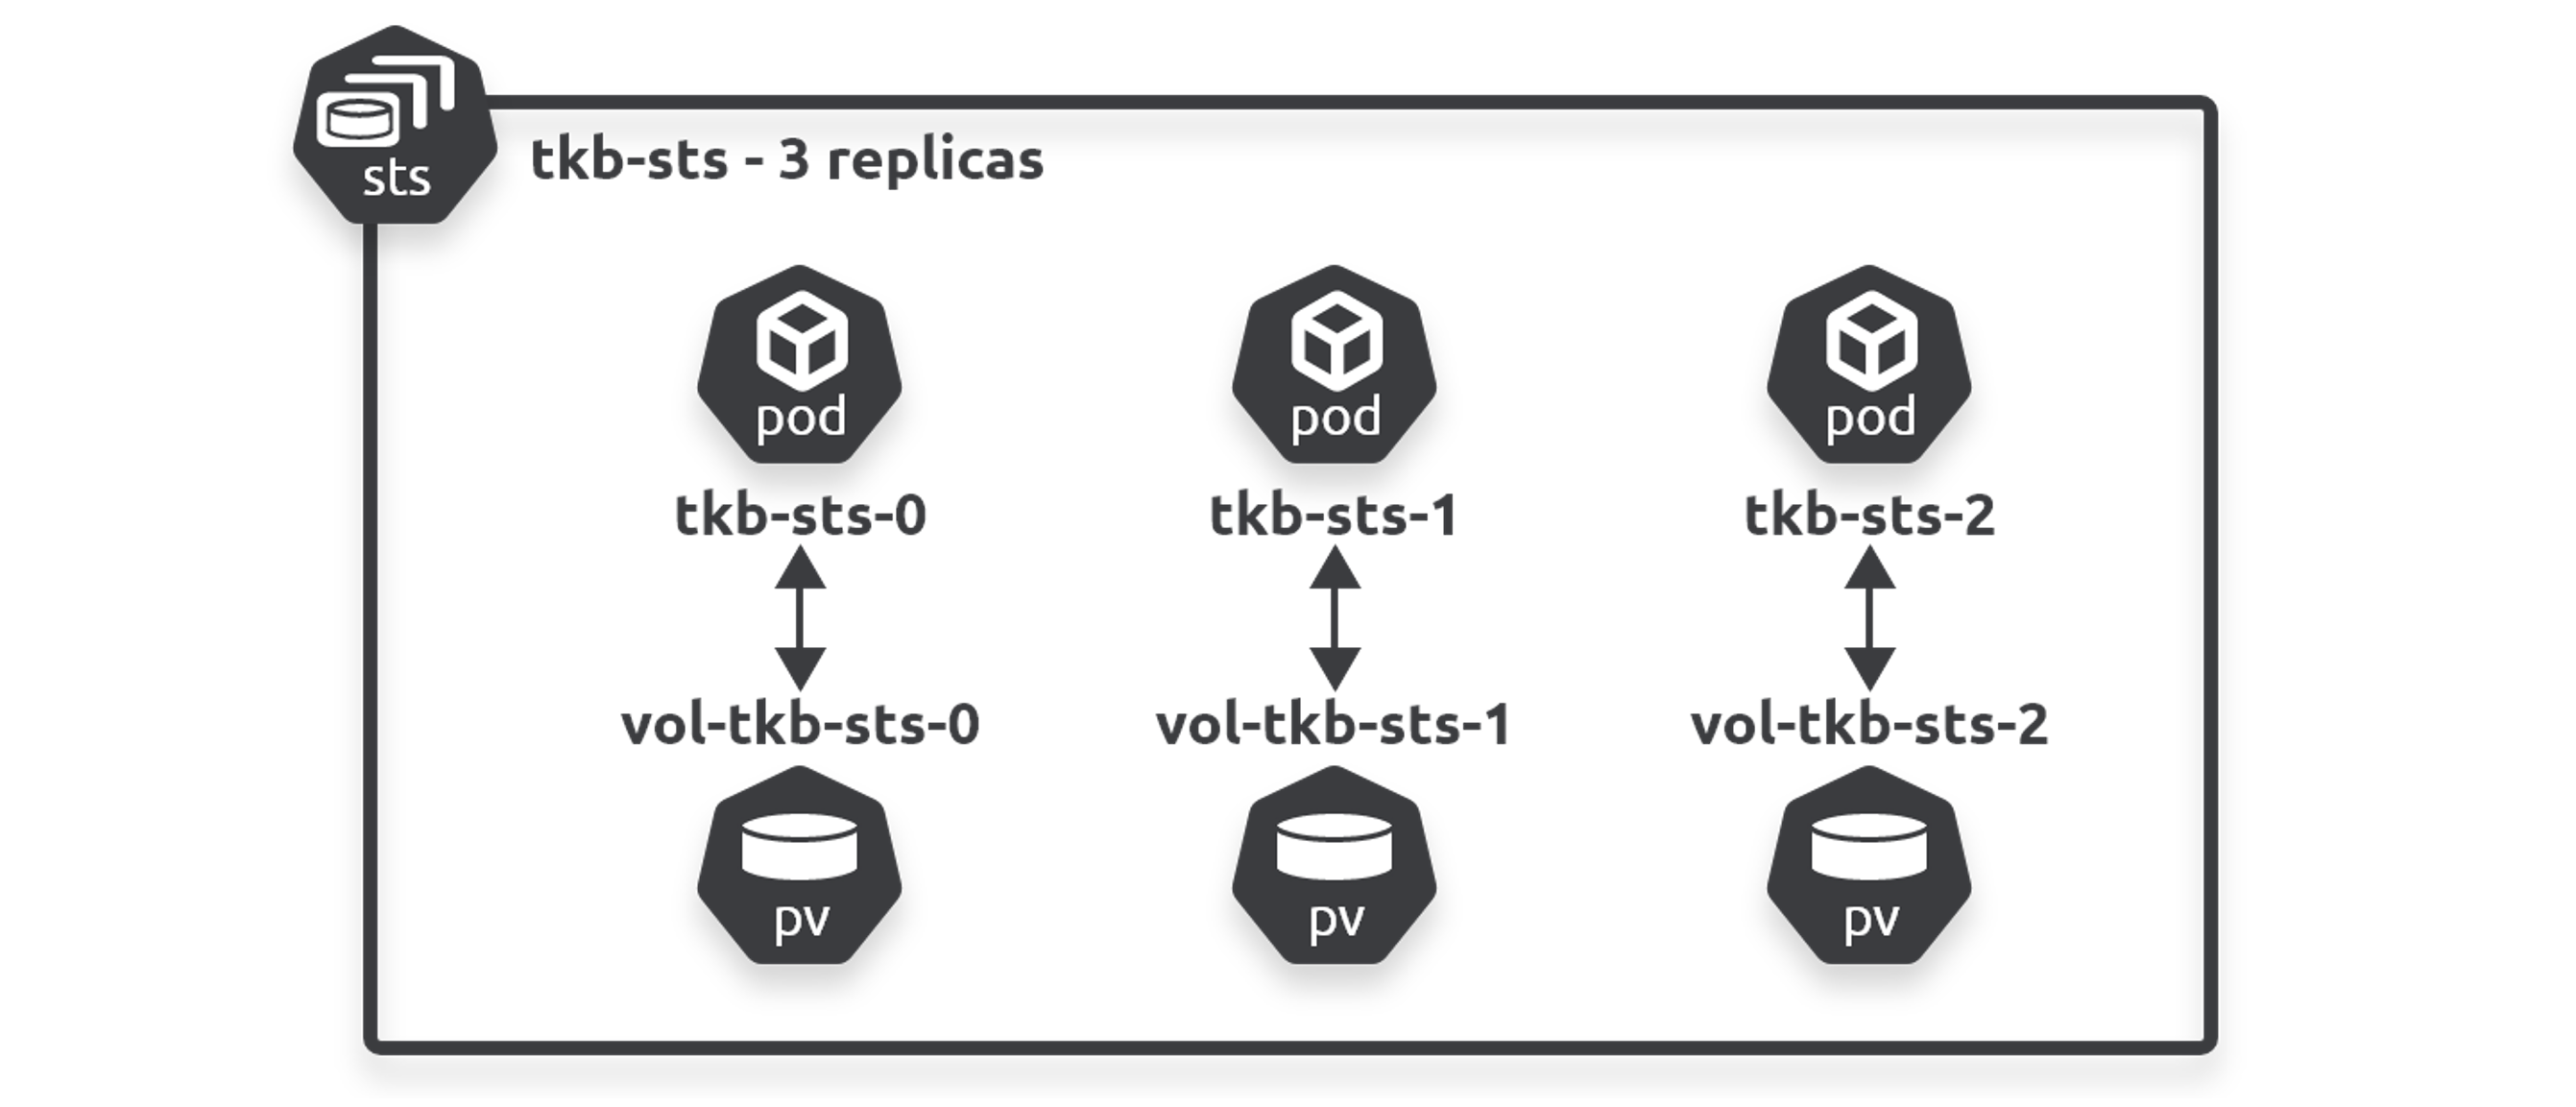 sts
tkb-sts - 3 replicas
pod
pod
pod
tkb-sts-0
tkb-sts-1
tkb-sts-2
vol-tkb-sts-0
vol-tkb-sts-1
vol-tkb-sts-2
pv
pv
pv